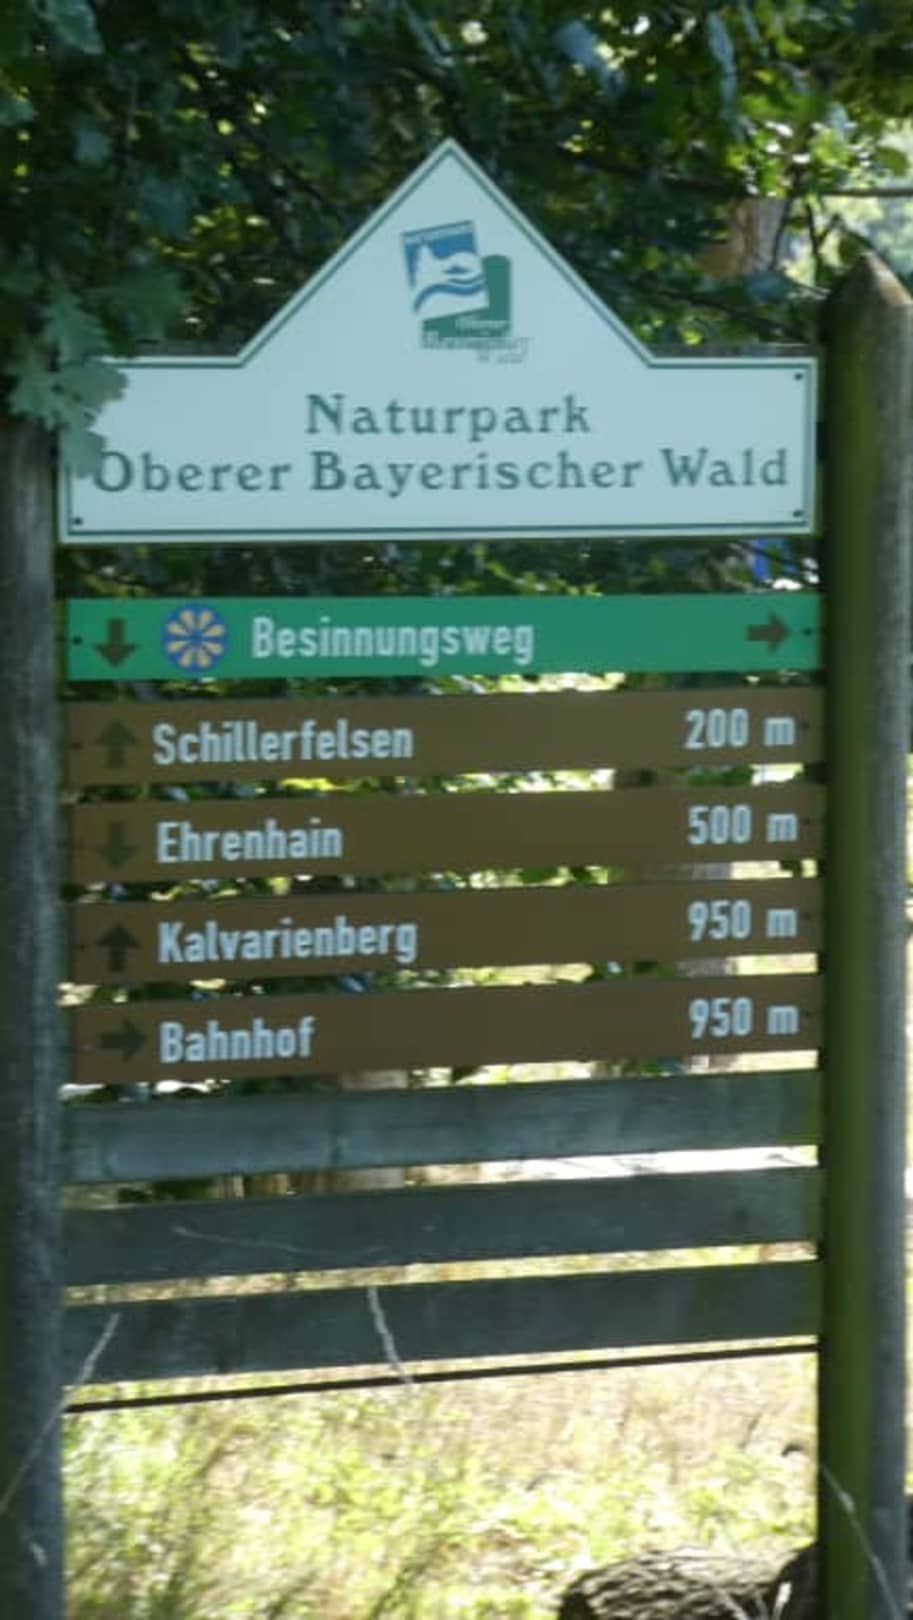 Naturpark
Oberer Bayerischer Wald
Besinnungsweg
Schillerfelsen 200 m
Ehrenhain 500 m
Kalvarienberg 950 m
Bahnhof 950 m